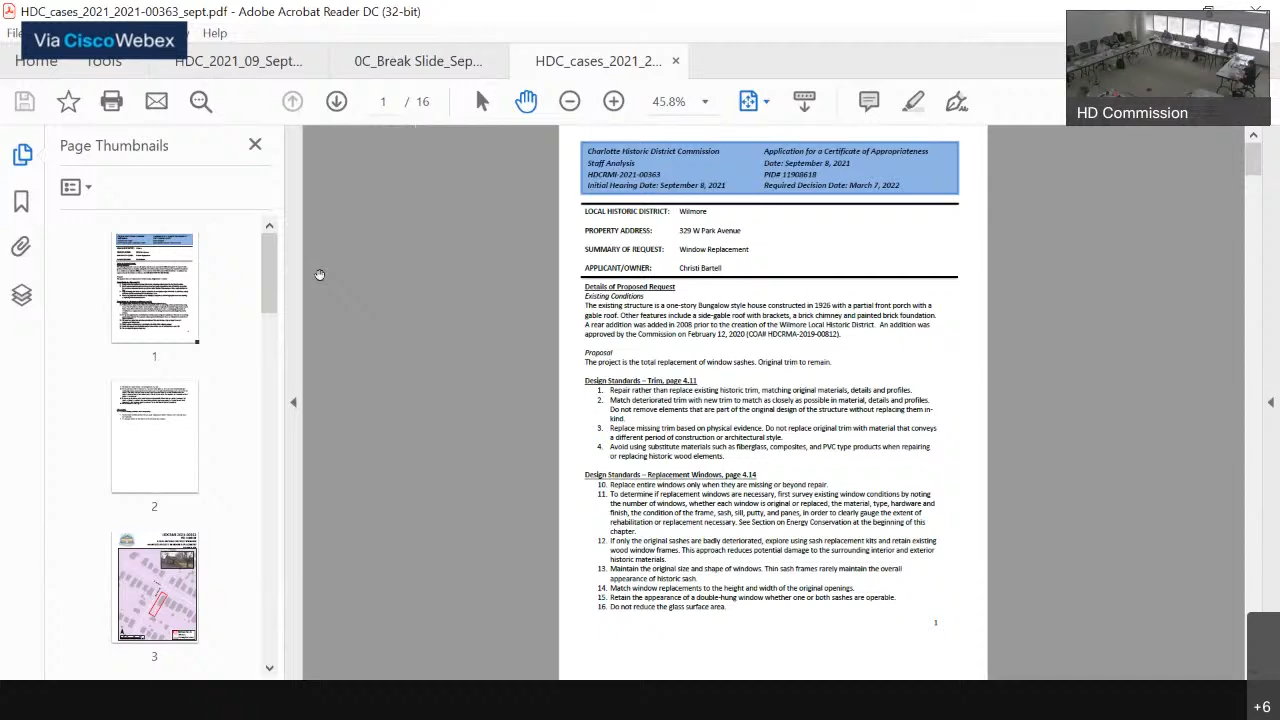 HDC_cases_2021_2021-00363_sept.pdf - Adobe Acrobat Reader DC (32-bit)
Help
Via Cisco Webex
Home Tools HDC_2021_09_Sept... 0C_Break Slide_Sep... HDC_cases_2021_2...
1 / 16 45.8%
HD Commission
Page Thumbnails
1
2
3
Charlotte Historic District Commission Application for a Certificate of Appropriateness
Staff Analysis Date: September 8, 2021
HDCRMI-2021-00363 PID# 11908618
Initial Hearing Date: September 8, 2021 Required Decision Date: March 7, 2022
LOCAL HISTORIC DISTRICT: Wilmore
PROPERTY ADDRESS: 329 W Park Avenue
SUMMARY OF REQUEST: Window Replacement
APPLICANT/OWNER: Christi Bartell
Details of Proposed Request
Existing Conditions
The existing structure is a one-story Bungalow style house constructed in 1926 with a partial front porch with a
gable roof. Other features include a side-gable roof with brackets, a brick chimney and painted brick foundation.
A rear addition was added in 2008 prior to the creation of the Wilmore Local Historic District. An addition was
approved by the Commission on February 12, 2020 (COA# HDCRMA-2019-00812).
Proposal
The project is the total replacement of window sashes. Original trim to remain.
Design Standards – Trim, page 4.11
1. Repair rather than replace existing historic trim, matching original materials, details and profiles.
2. Match deteriorated trim with new trim to match as closely as possible in material, details and profiles.
Do not remove elements that are part of the original design of the structure without replacing them in-
kind.
3. Replace missing trim based on physical evidence. Do not replace original trim with material that conveys
a different period of construction or architectural style.
4. Avoid using substitute materials such as fiberglass, composites, and PVC type products when repairing
or replacing historic wood elements.
Design Standards – Replacement Windows, page 4.14
10. Replace entire windows only when they are missing or beyond repair.
11. To determine if replacement windows are necessary, first survey existing window conditions by noting
the number of windows, whether each window is original or replaced, the material, type, hardware and
finish, the condition of the frame, sash, sill, putty, and panes, in order to clearly gauge the extent of
rehabilitation or replacement necessary. See Section on Energy Conservation at the beginning of this
chapter.
12. If only the original sashes are badly deteriorated, explore using sash replacement kits and retain existing
wood window frames. This approach reduces potential damage to the surrounding interior and exterior
historic materials.
13. Maintain the original size and shape of windows. Thin sash frames rarely maintain the overall
appearance of historic sash.
14. Match window replacements to the height and width of the original openings.
15. Retain the appearance of a double-hung window whether one or both sashes are operable.
16. Do not reduce the glass surface area.
1
+6